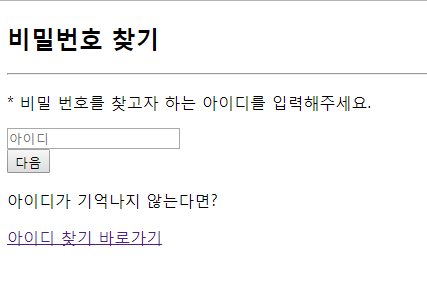 비밀번호 찾기
* 비밀 번호를 찾고자 하는 아이디를 입력해주세요.
아이디
다음
아이디가 기억나지 않는다면?
아이디 찾기 바로가기